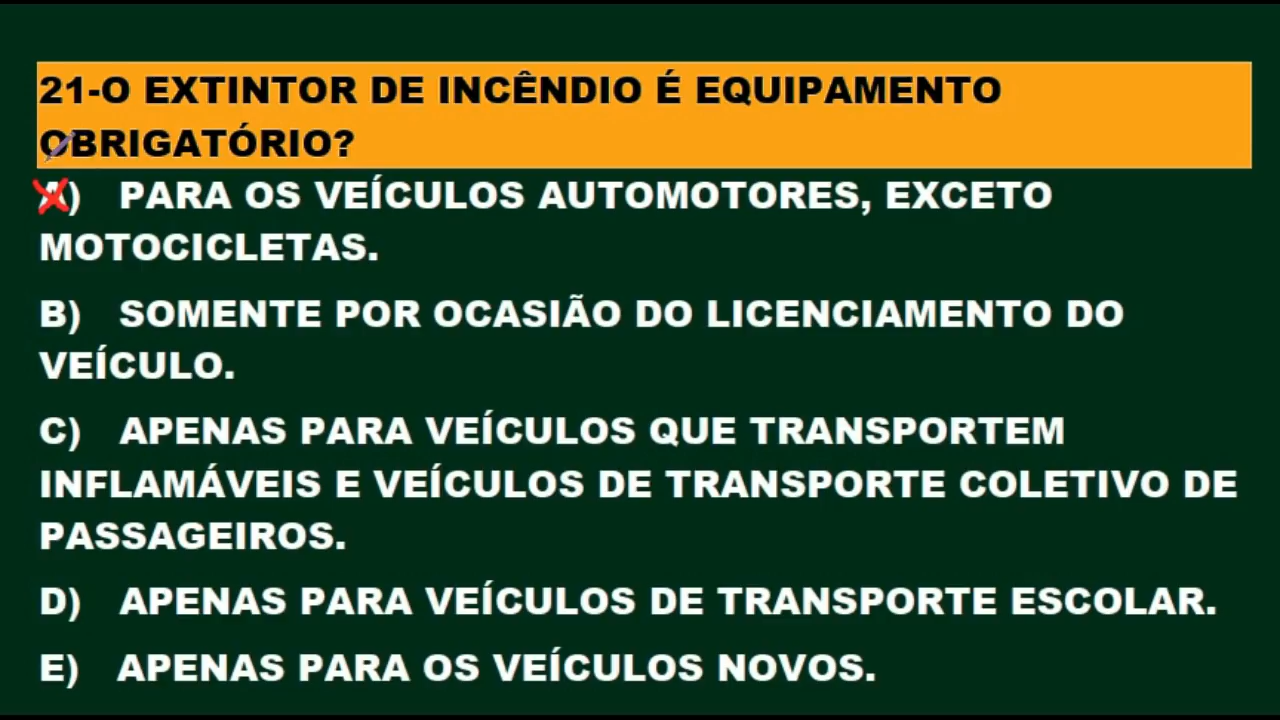 21-O EXTINTOR DE INCÊNDIO É EQUIPAMENTO
OBRIGATÓRIO?
A) PARA OS VEÍCULOS AUTOMOTORES, EXCETO
MOTOCICLETAS.
B) SOMENTE POR OCASIÃO DO LICENCIAMENTO DO
VEÍCULO.
C) APENAS PARA VEÍCULOS QUE TRANSPORTEM
INFLAMÁVEIS E VEÍCULOS DE TRANSPORTE COLETIVO DE
PASSAGEIROS.
D) APENAS PARA VEÍCULOS DE TRANSPORTE ESCOLAR.
E) APENAS PARA OS VEÍCULOS NOVOS.